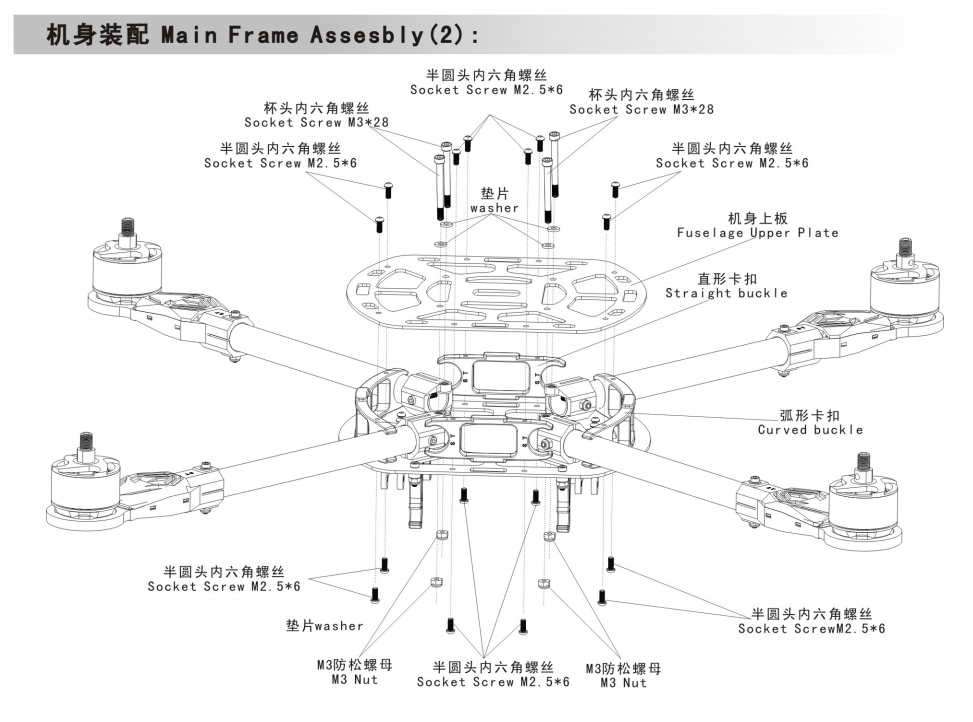 机身装配 Main Frame Assesbly(2):
半圆头内六角螺丝
Socket Screw M2.5*6
杯头内六角螺丝
Socket Screw M3*28
杯头内六角螺丝
Socket Screw M3*28
半圆头内六角螺丝
Socket Screw M2.5*6
半圆头内六角螺丝
Socket Screw M2.5*6
垫片
washer
机身上板
Fuselage Upper Plate
直形卡扣
Straight buckle
S T
S T
弧形卡扣
Curved buckle
S T
S T
半圆头内六角螺丝
Socket Screw M2.5*6
垫片washer
半圆头内六角螺丝
Socket ScrewM2.5*6
M3防松螺母
M3 Nut
半圆头内六角螺丝
Socket Screw M2.5*6
M3防松螺母
M3 Nut